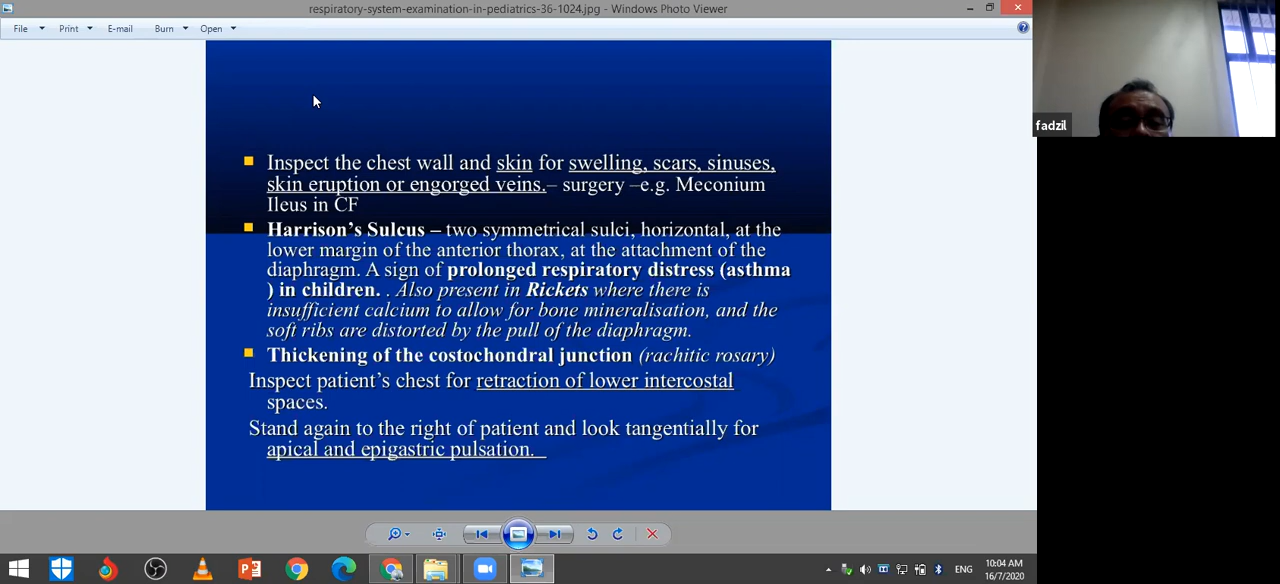 respiratory-system-examination-in-pediatrics-36-1024.jpg - Windows Photo Viewer
File Print E-mail Burn Open
fadzil
Inspect the chest wall and skin for swelling, scars, sinuses,
skin eruption or engorged veins.– surgery –e.g. Meconium
Ileus in CF
Harrison's Sulcus – two symmetrical sulci, horizontal, at the
lower margin of the anterior thorax, at the attachment of the
diaphragm. A sign of prolonged respiratory distress (asthma
) in children. . Also present in Rickets where there is
insufficient calcium to allow for bone mineralisation, and the
soft ribs are distorted by the pull of the diaphragm.
Thickening of the costochondral junction (rachitic rosary)
Inspect patient's chest for retraction of lower intercostal
spaces.
Stand again to the right of patient and look tangentially for
apical and epigastric pulsation.
ENG
10:04 AM
16/7/2020